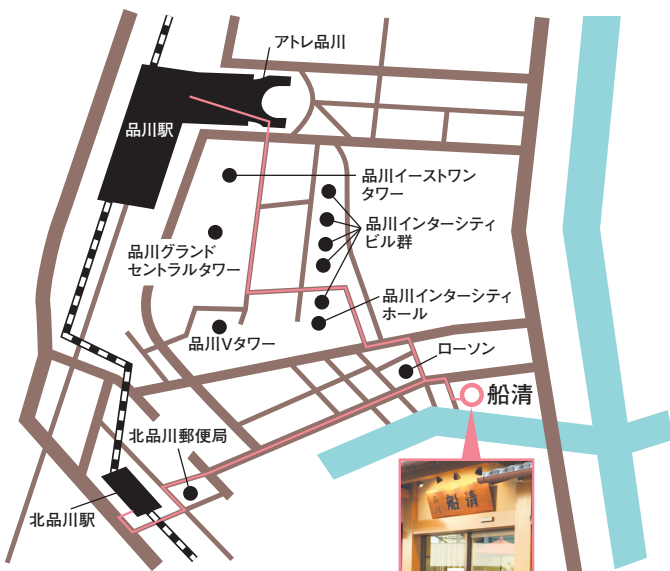 アトレ品川
品川駅
品川イーストワン
タワー
品川インターシティ
ビル群
品川グランド
セントラルタワー
品川インターシティ
ホール
品川Vタワー
ローソン
船清
北品川郵便局
北品川駅
船清